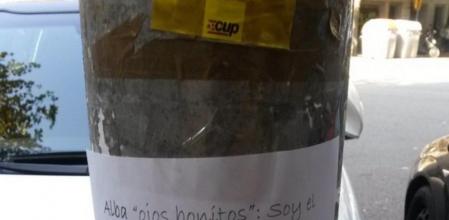 cup
Alba "ojos bonitos": Soy el